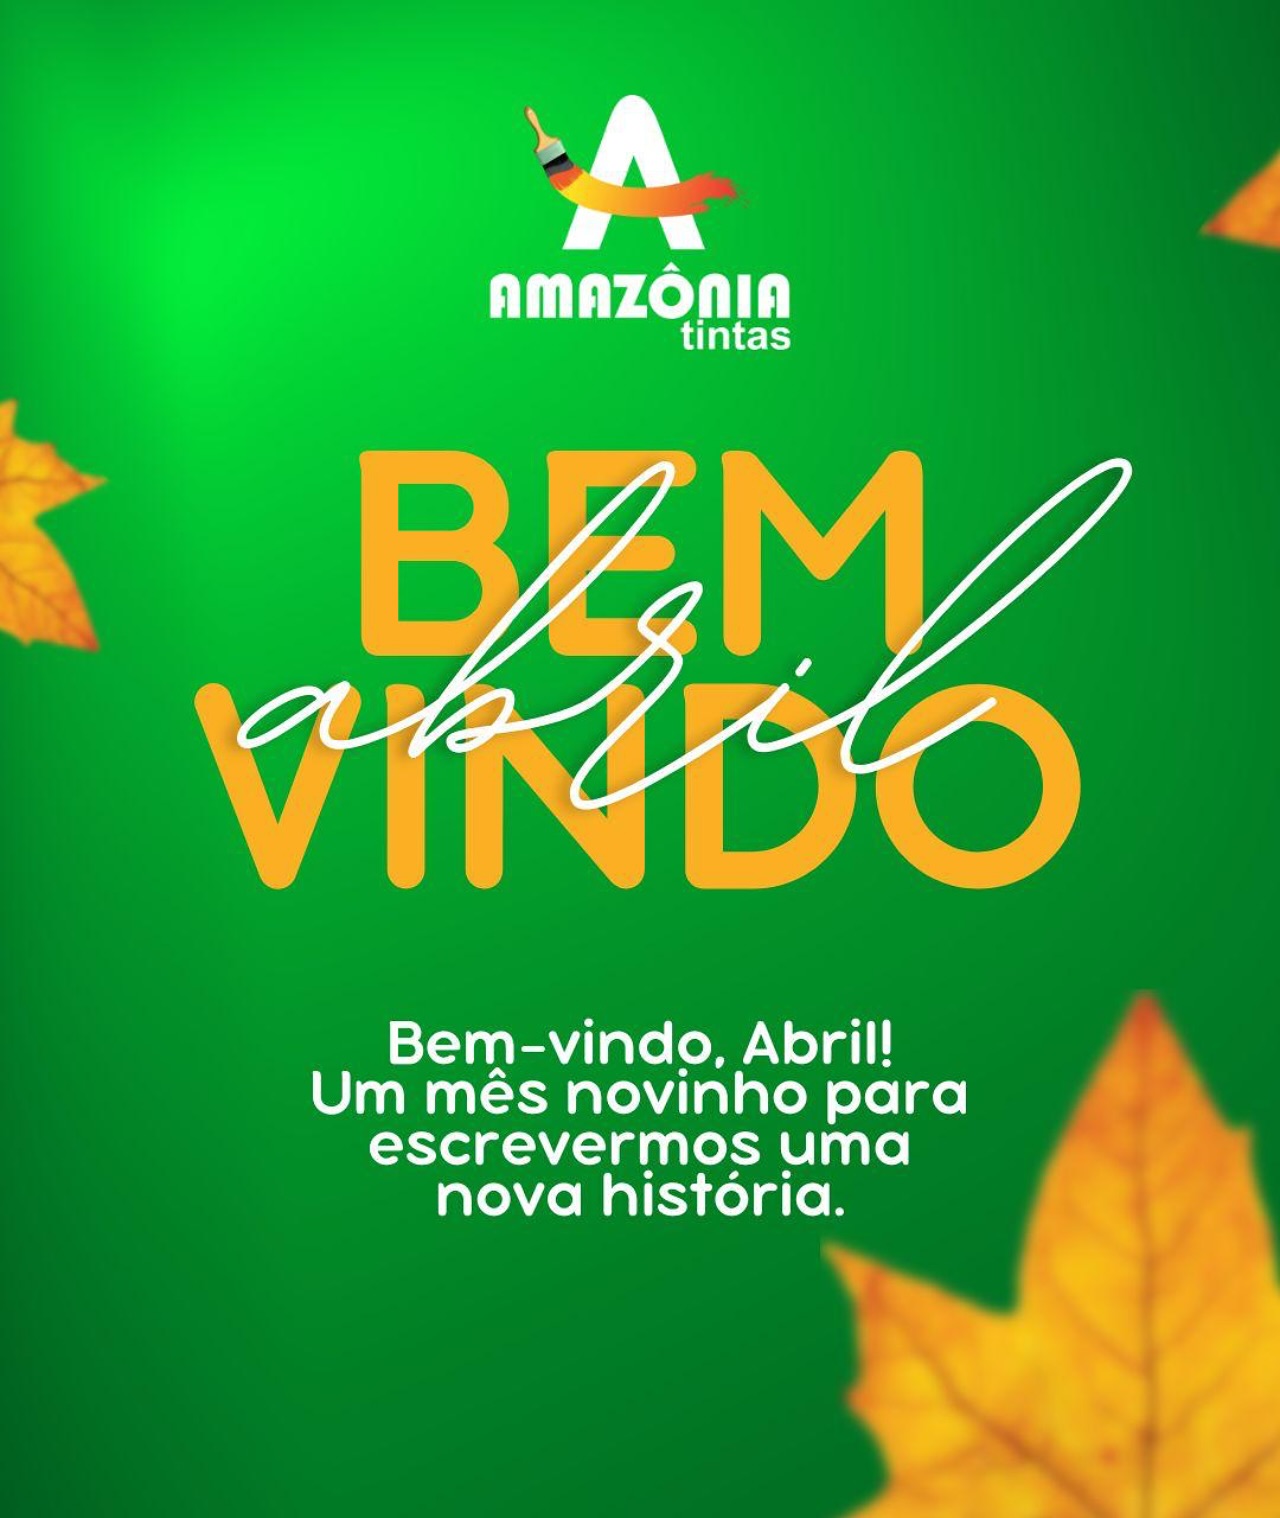 A
AMAZÔNIA
tintas
BEM
abril
VINDO
Bem-vindo, Abril!
Um mês novinho para
escrevermos uma
nova história.